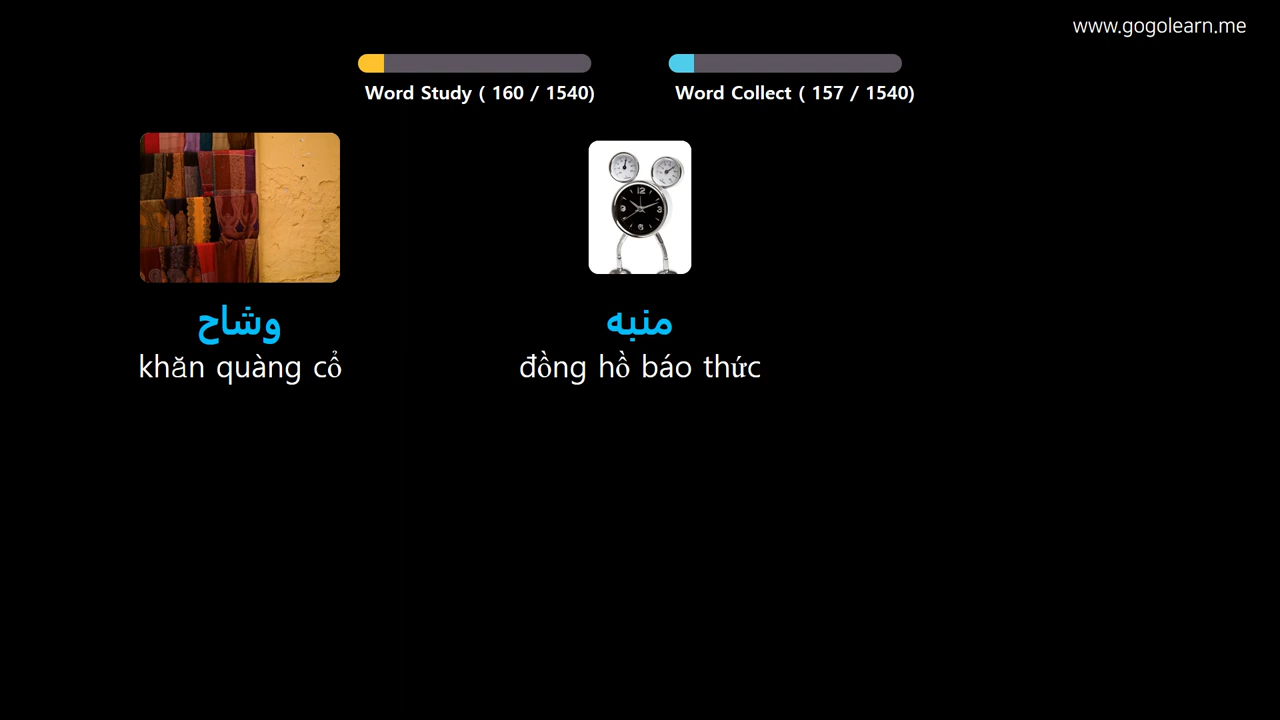 www.gogolearn.me
Word Study ( 160 / 1540)
Word Collect ( 157 / 1540)
وشاح
khăn quàng cổ
منبه
đồng hồ báo thức